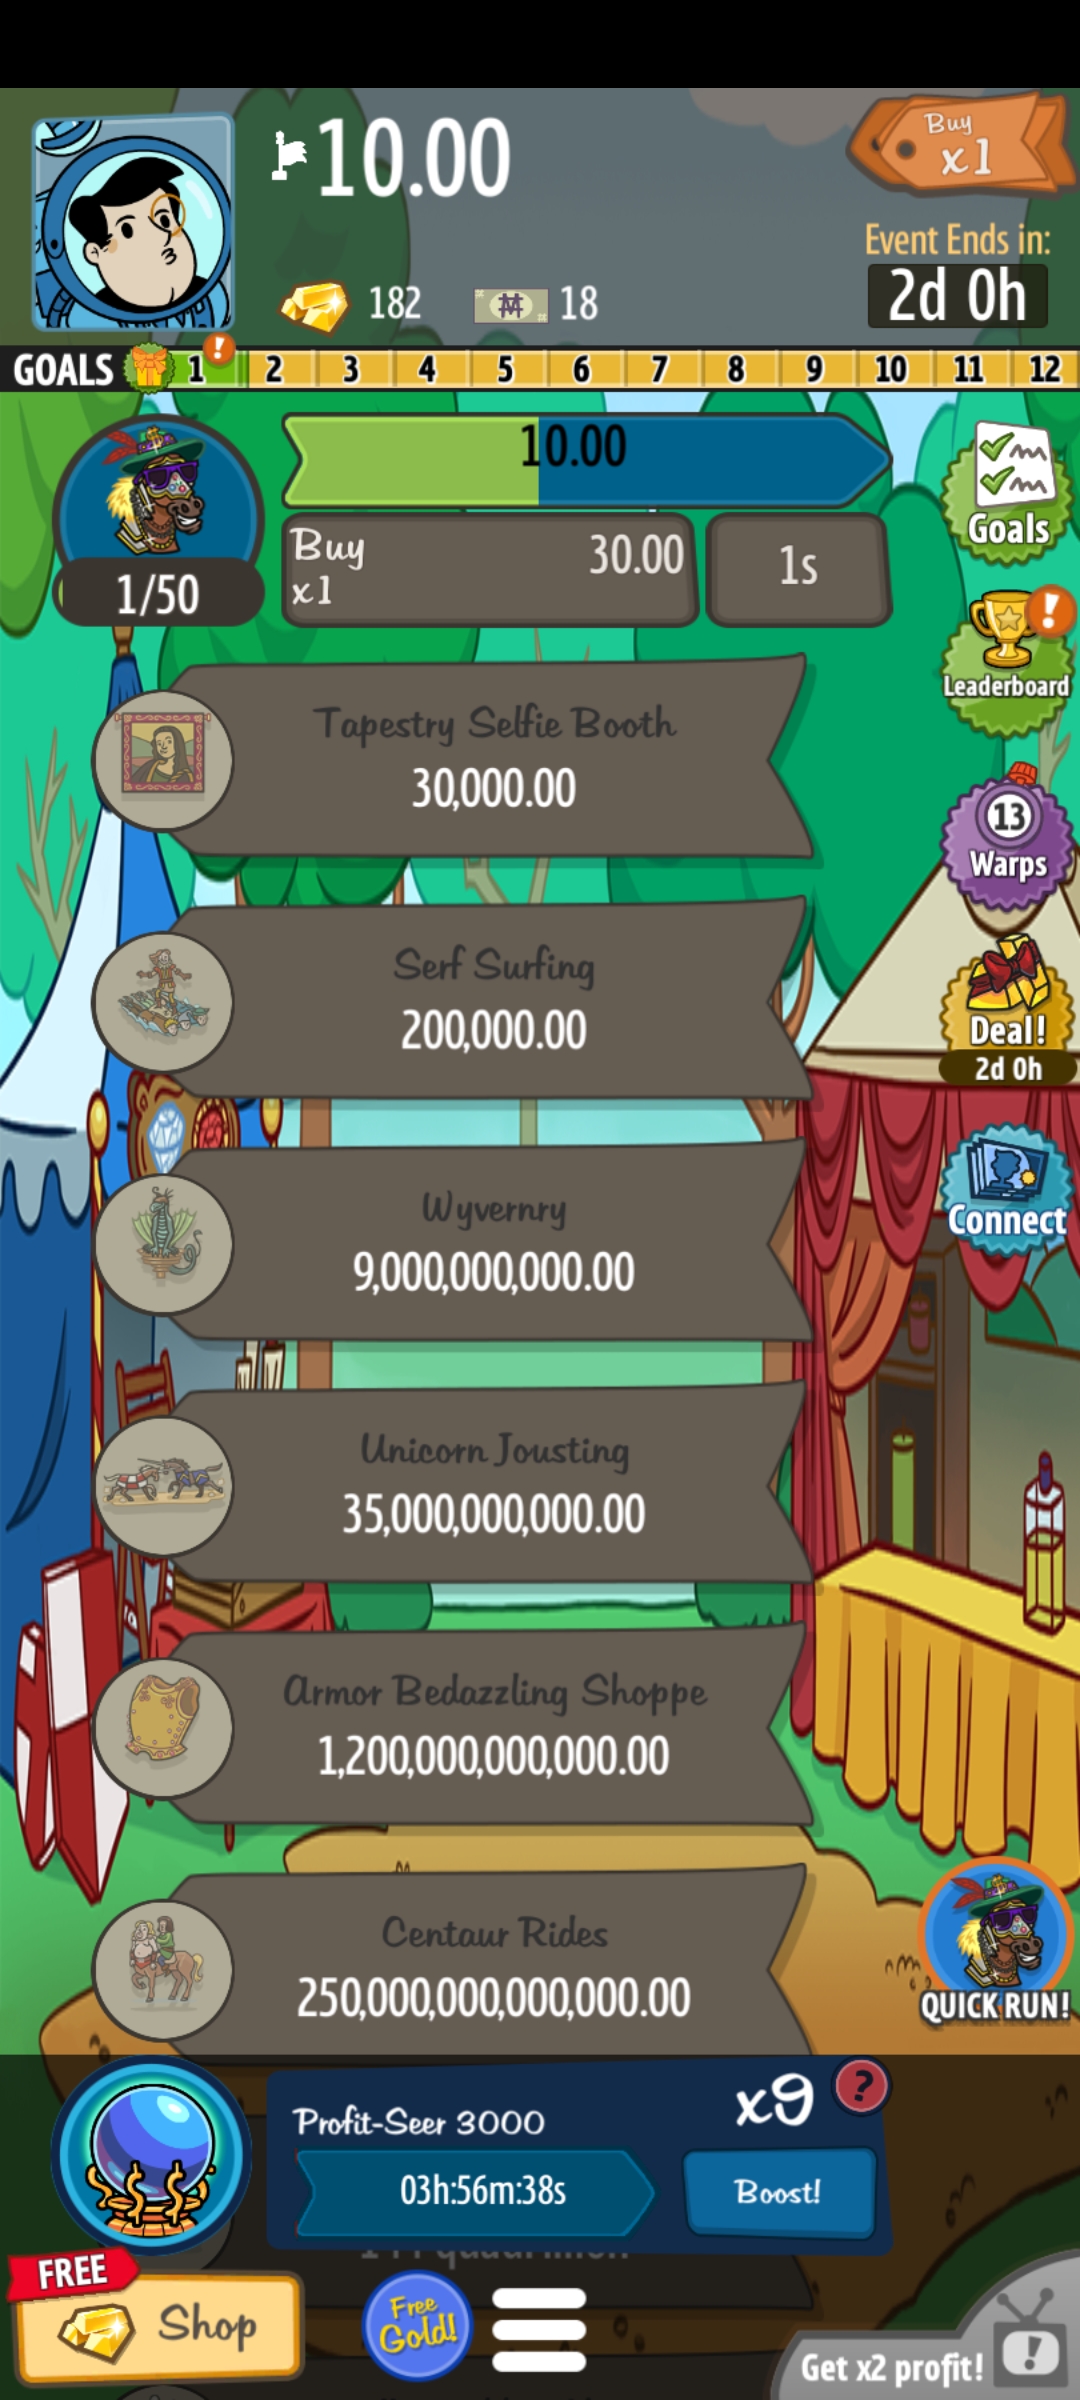 10.00
Buy
x1
182
18
Event Ends in:
2d 0h
GOALS 1 ! 2 3 4 5 6 7 8 9 10 11 12
10.00
1/50
Buy
x1
30.00
1s
Goals
!
Leaderboard
Tapestry Selfie Booth
30,000.00
13
Warps
Serf Surfing
200,000.00
Deal!
2d 0h
Wyvernry
9,000,000,000.00
Connect
Unicorn Jousting
35,000,000,000.00
Armor Bedazzling Shoppe
1,200,000,000,000.00
Centaur Rides
250,000,000,000,000.00
QUICK RUN!
Profit-Seer 3000
x9
?
03h:56m:38s
Boost!
FREE
Shop
Free
Gold!
!
Get x2 profit!